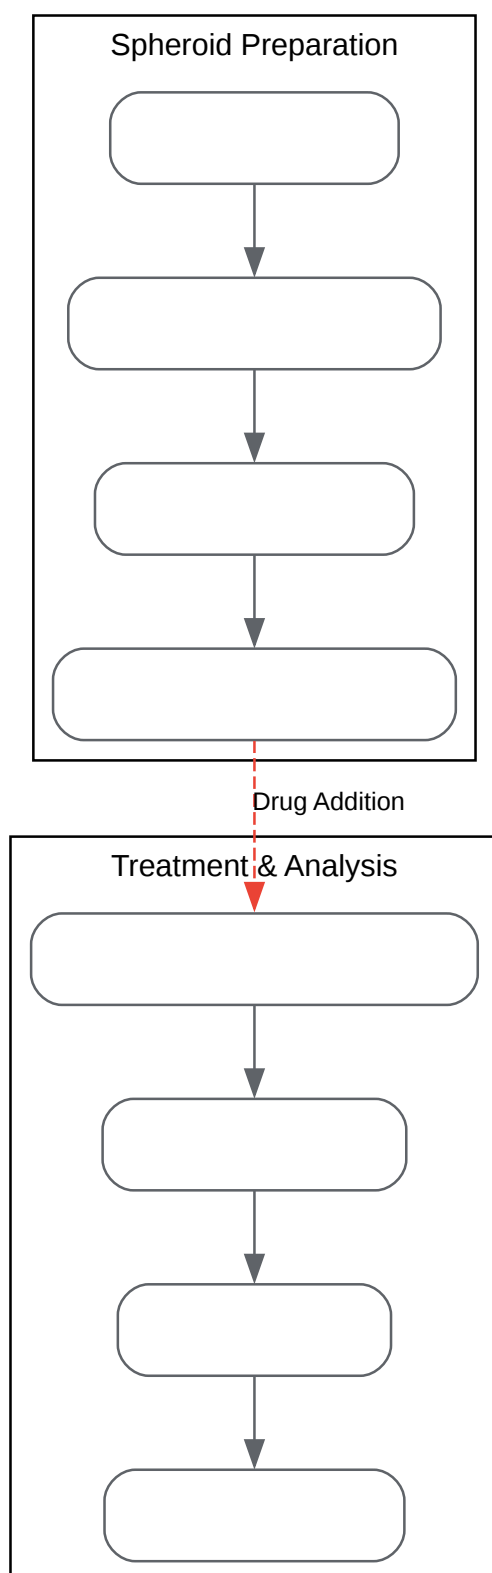 Spheroid Preparation
Drug Addition
Treatment & Analysis